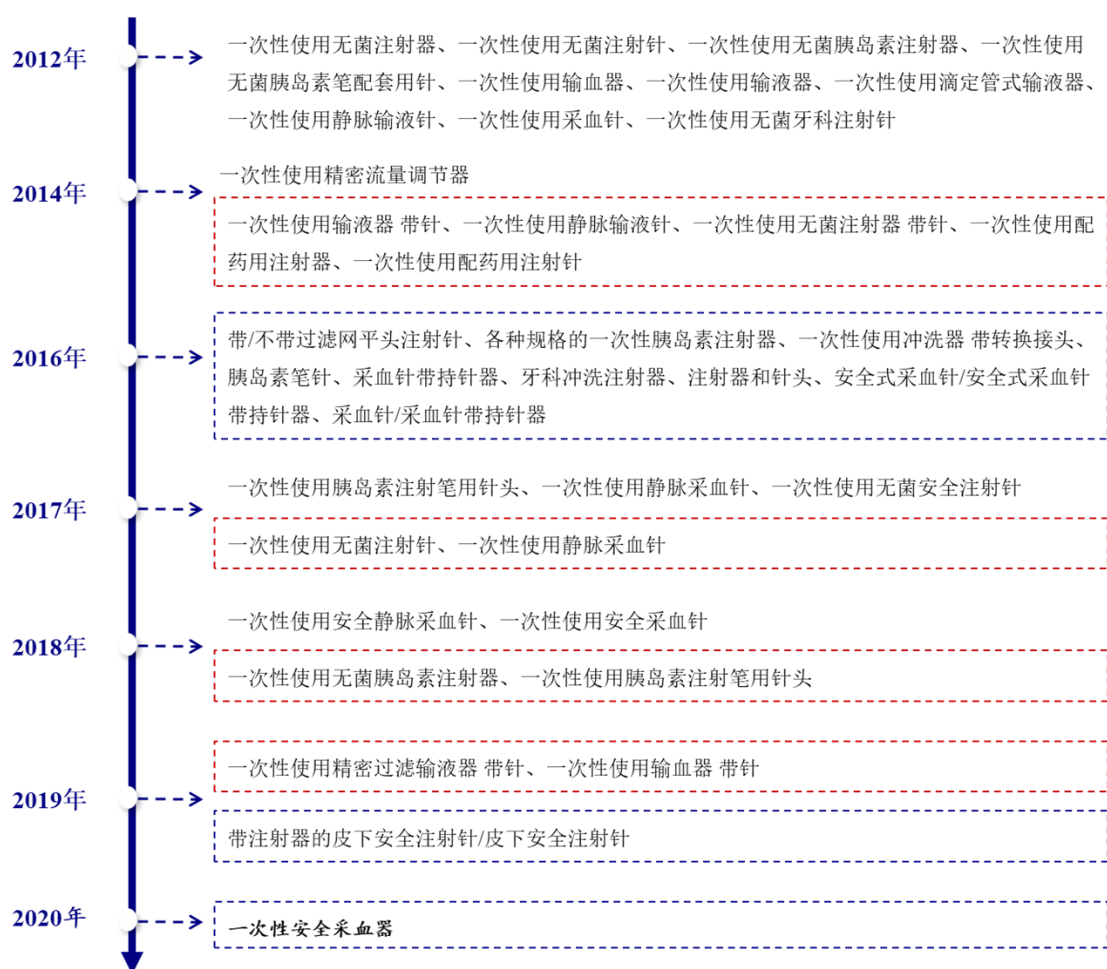 2012年
一次性使用无菌注射器、一次性使用无菌注射针、一次性使用无菌胰岛素注射器、一次性使用
无菌胰岛素笔配套用针、一次性使用输血器、一次性使用输液器、一次性使用滴定管式输液器、
一次性使用静脉输液针、一次性使用采血针、一次性使用无菌牙科注射针
2014年
一次性使用精密流量调节器
一次性使用输液器 带针、一次性使用静脉输液针、一次性使用无菌注射器 带针、一次性使用配
药用注射器、一次性使用配药用注射针
2016年
带/不带过滤网平头注射针、各种规格的一次性胰岛素注射器、一次性使用冲洗器 带转换接头、
胰岛素笔针、采血针带持针器、牙科冲洗注射器、注射器和针头、安全式采血针/安全式采血针
带持针器、采血针/采血针带持针器
2017年
一次性使用胰岛素注射笔用针头、一次性使用静脉采血针、一次性使用无菌安全注射针
一次性使用无菌注射针、一次性使用静脉采血针
2018年
一次性使用安全静脉采血针、一次性使用安全采血针
一次性使用无菌胰岛素注射器、一次性使用胰岛素注射笔用针头
2019年
一次性使用精密过滤输液器 带针、一次性使用输血器 带针
带注射器的皮下安全注射针/皮下安全注射针
2020年
一次性安全采血器